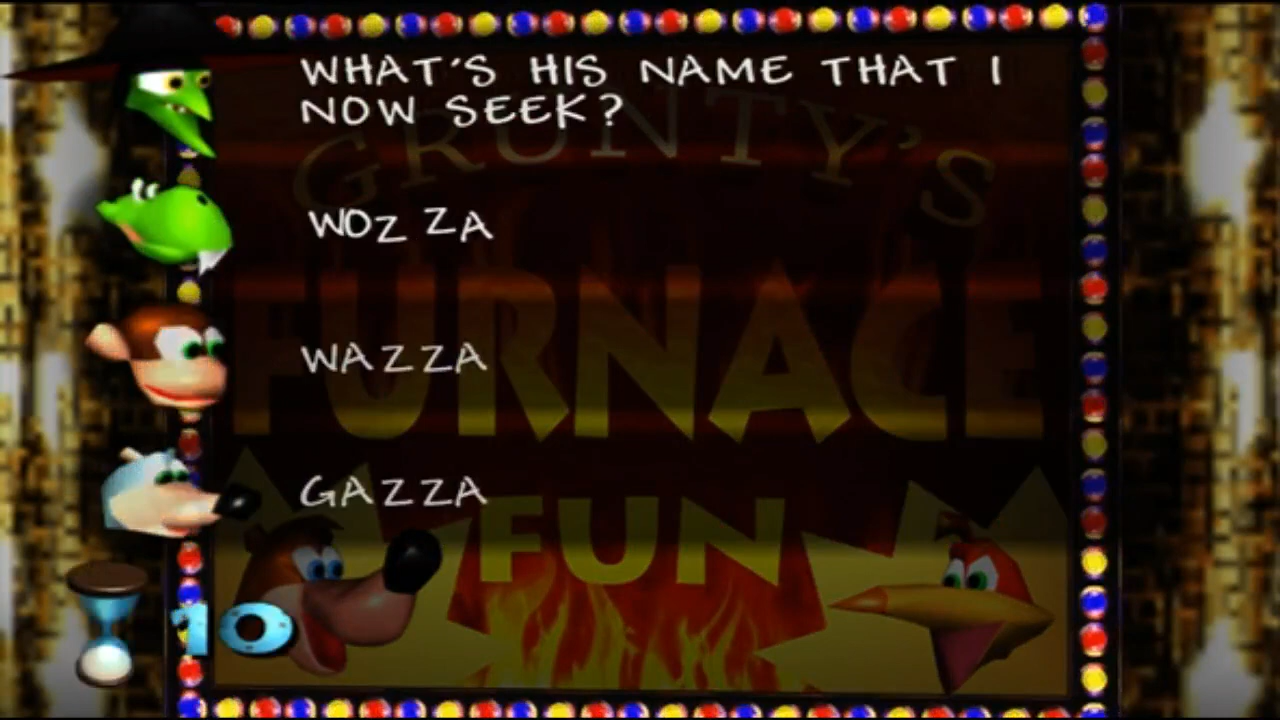 WHAT'S HIS NAME THAT I
NOW SEEK?
GRUNTY'S
WOZZA
FURNACE
WAZZA
GAZZA
FUN
10